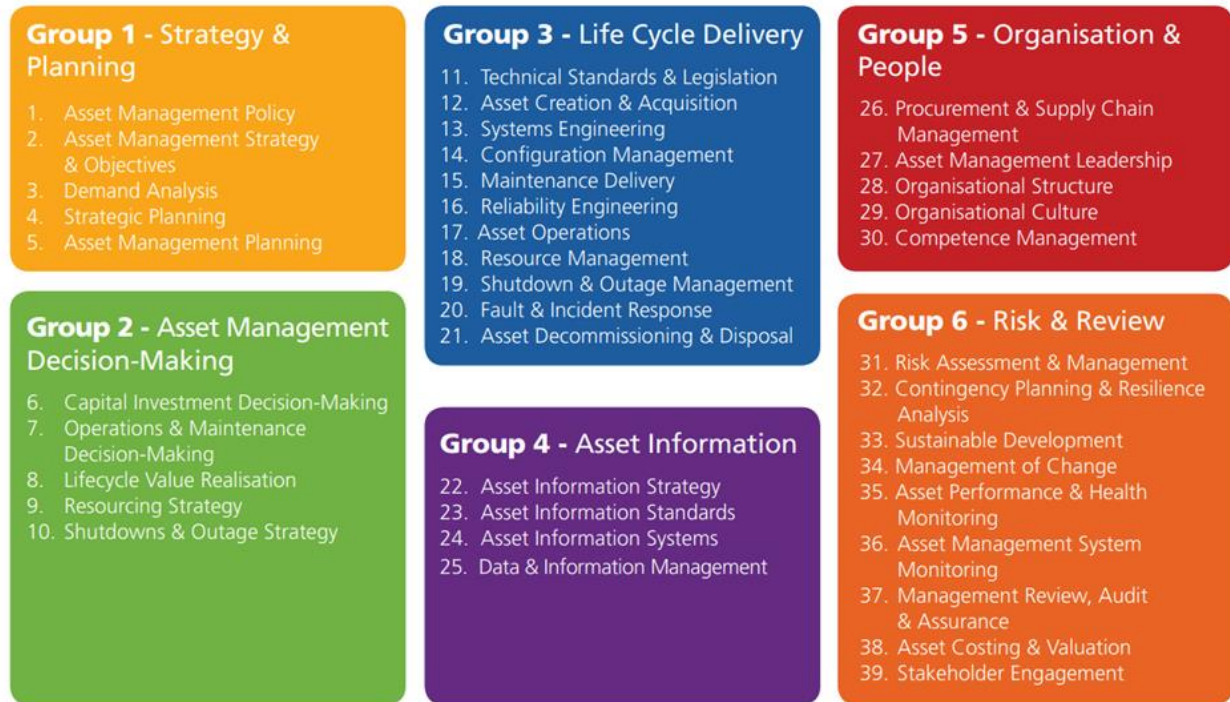 Group 1 - Strategy &
Planning
1. Asset Management Policy
2. Asset Management Strategy
& Objectives
3. Demand Analysis
4. Strategic Planning
5. Asset Management Planning
Group 2 - Asset Management
Decision-Making
6. Capital Investment Decision-Making
7. Operations & Maintenance
Decision-Making
8. Lifecycle Value Realisation
9. Resourcing Strategy
10. Shutdowns & Outage Strategy
Group 3 - Life Cycle Delivery
11. Technical Standards & Legislation
12. Asset Creation & Acquisition
13. Systems Engineering
14. Configuration Management
15. Maintenance Delivery
16. Reliability Engineering
17. Asset Operations
18. Resource Management
19. Shutdown & Outage Management
20. Fault & Incident Response
21. Asset Decommissioning & Disposal
Group 4 - Asset Information
22. Asset Information Strategy
23. Asset Information Standards
24. Asset Information Systems
25. Data & Information Management
Group 5 - Organisation &
People
26. Procurement & Supply Chain
Management
27. Asset Management Leadership
28. Organisational Structure
29. Organisational Culture
30. Competence Management
Group 6 - Risk & Review
31. Risk Assessment & Management
32. Contingency Planning & Resilience
Analysis
33. Sustainable Development
34. Management of Change
35. Asset Performance & Health
Monitoring
36. Asset Management System
Monitoring
37. Management Review, Audit
& Assurance
38. Asset Costing & Valuation
39. Stakeholder Engagement